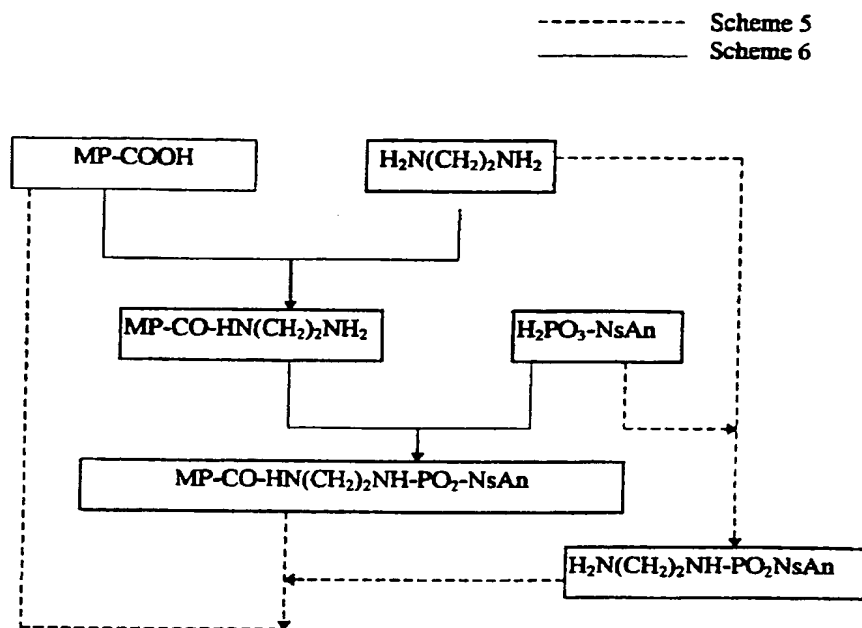 Scheme 5
Scheme 6
MP-COOH
H₂N(CH₂)₂NH₂
MP-CO-HN(CH₂)₂NH₂
H₂PO₃-NsAn
MP-CO-HN(CH₂)₂NH-PO₂-NsAn
H₂N(CH₂)₂NH-PO₂NsAn